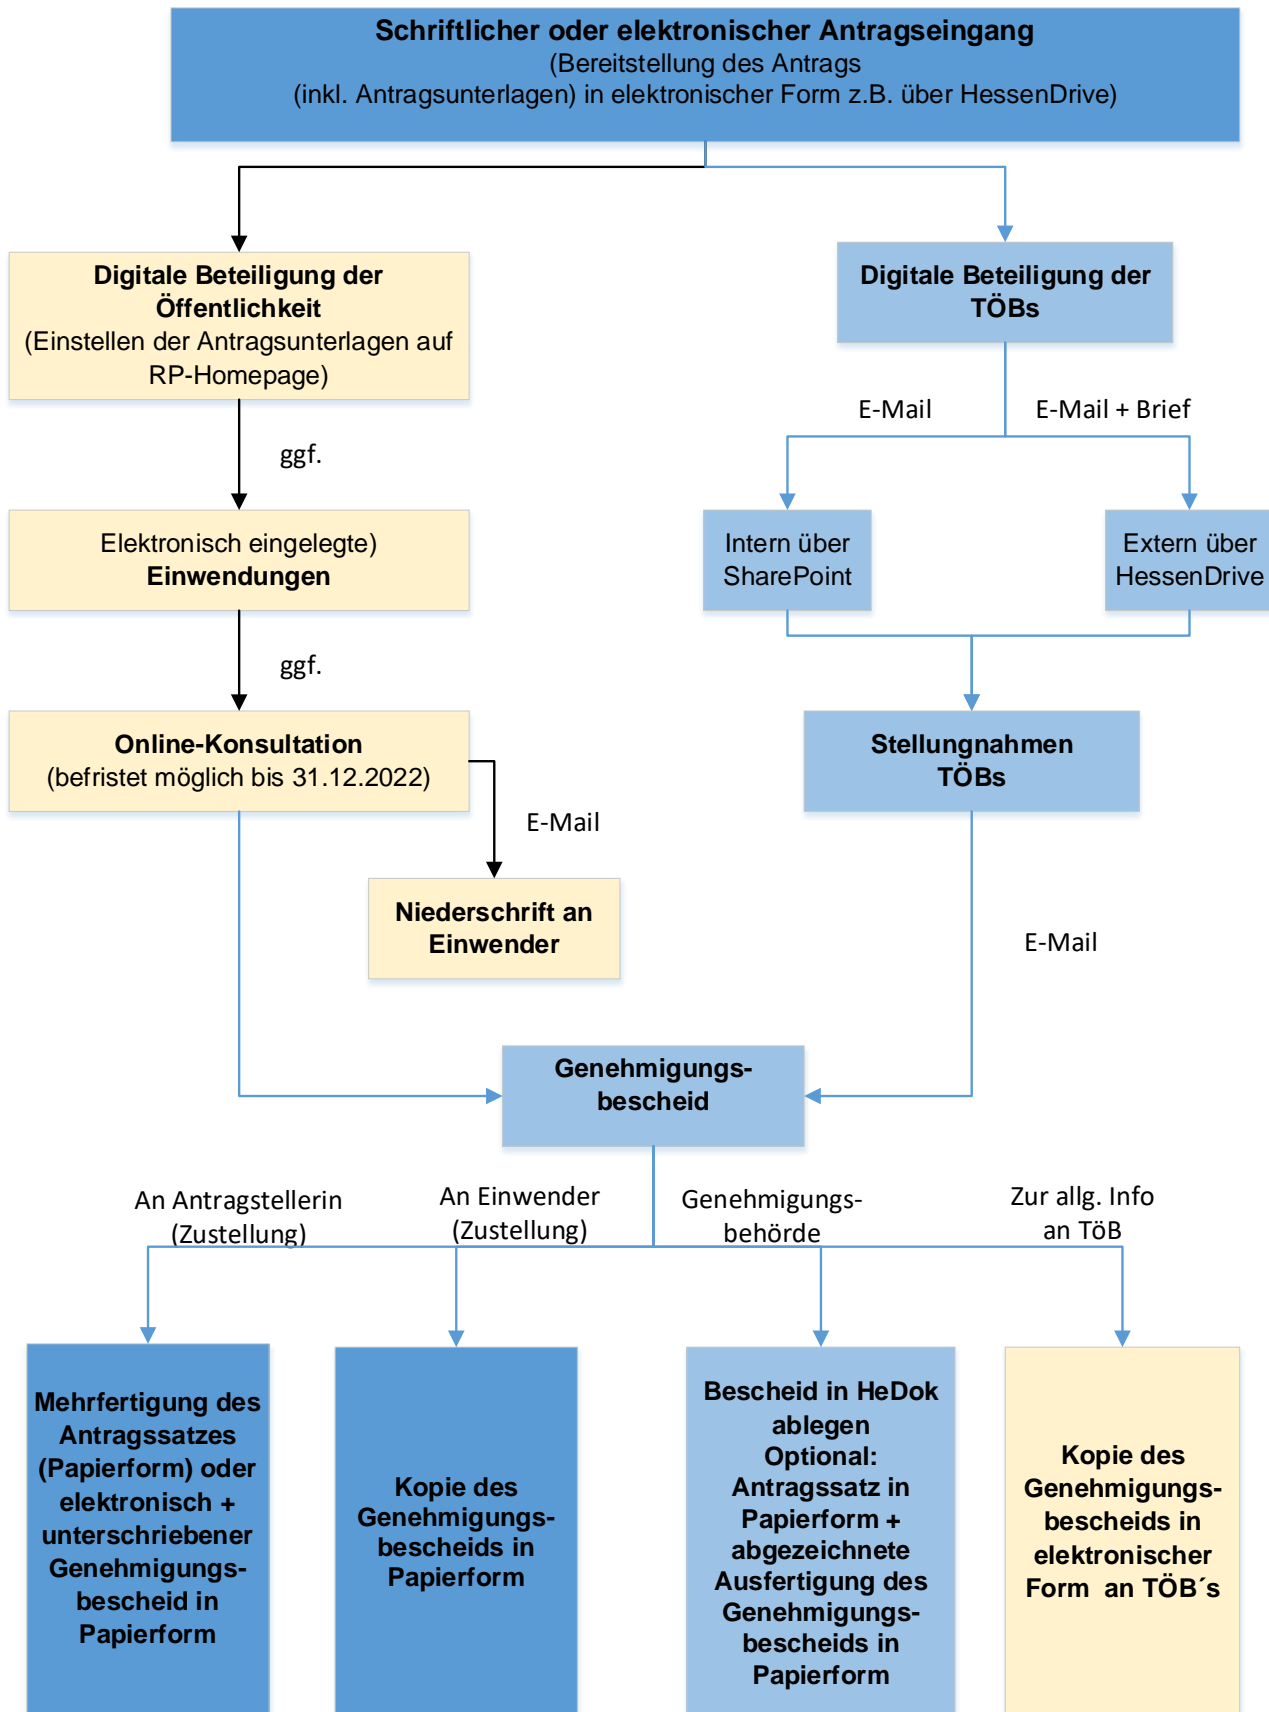 Schriftlicher oder elektronischer Antragseingang
(Bereitstellung des Antrags
(inkl. Antragsunterlagen) in elektronischer Form z.B. über HessenDrive)
Digitale Beteiligung der
Öffentlichkeit
(Einstellen der Antragsunterlagen auf
RP-Homepage)
Digitale Beteiligung der
TÖBs
E-Mail
E-Mail + Brief
ggf.
Elektronisch eingelegte)
Einwendungen
Intern über
SharePoint
Extern über
HessenDrive
ggf.
Online-Konsultation
(befristet möglich bis 31.12.2022)
Stellungnahmen
TÖBs
E-Mail
Niederschrift an
Einwender
E-Mail
Genehmigungs-
bescheid
An Antragstellerin
(Zustellung)
An Einwender
(Zustellung)
Genehmigungs-
behörde
Zur allg. Info
an TöB
Mehrfertigung des
Antragssatzes
(Papierform) oder
elektronisch +
unterschriebener
Genehmigungs-
bescheid in
Papierform
Kopie des
Genehmigungs-
bescheids in
Papierform
Bescheid in HeDok
ablegen
Optional:
Antragssatz in
Papierform +
abgezeichnete
Ausfertigung des
Genehmigungs-
bescheids in
Papierform
Kopie des
Genehmigungs-
bescheids in
elektronischer
Form  an TÖB´s